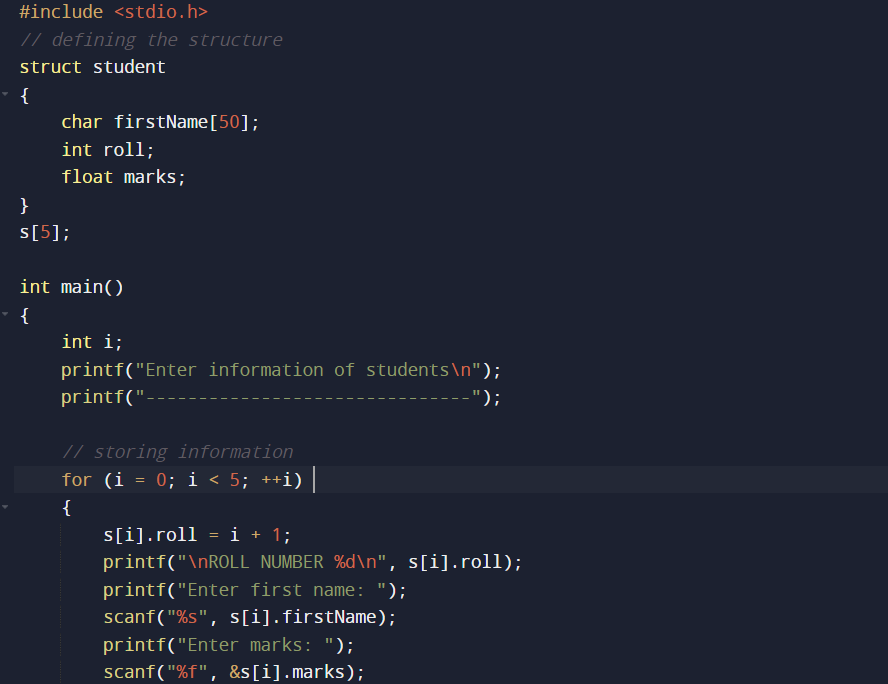 #include <stdio.h>
// defining the structure
struct student
{
    char firstName[50];
    int roll;
    float marks;
}
s[5];

int main()
{
    int i;
    printf("Enter information of students\n");
    printf("-------------------------------");

    // storing information
    for (i = 0; i < 5; ++i)
    {
        s[i].roll = i + 1;
        printf("\nROLL NUMBER %d\n", s[i].roll);
        printf("Enter first name: ");
        scanf("%s", s[i].firstName);
        printf("Enter marks: ");
        scanf("%f", &s[i].marks);